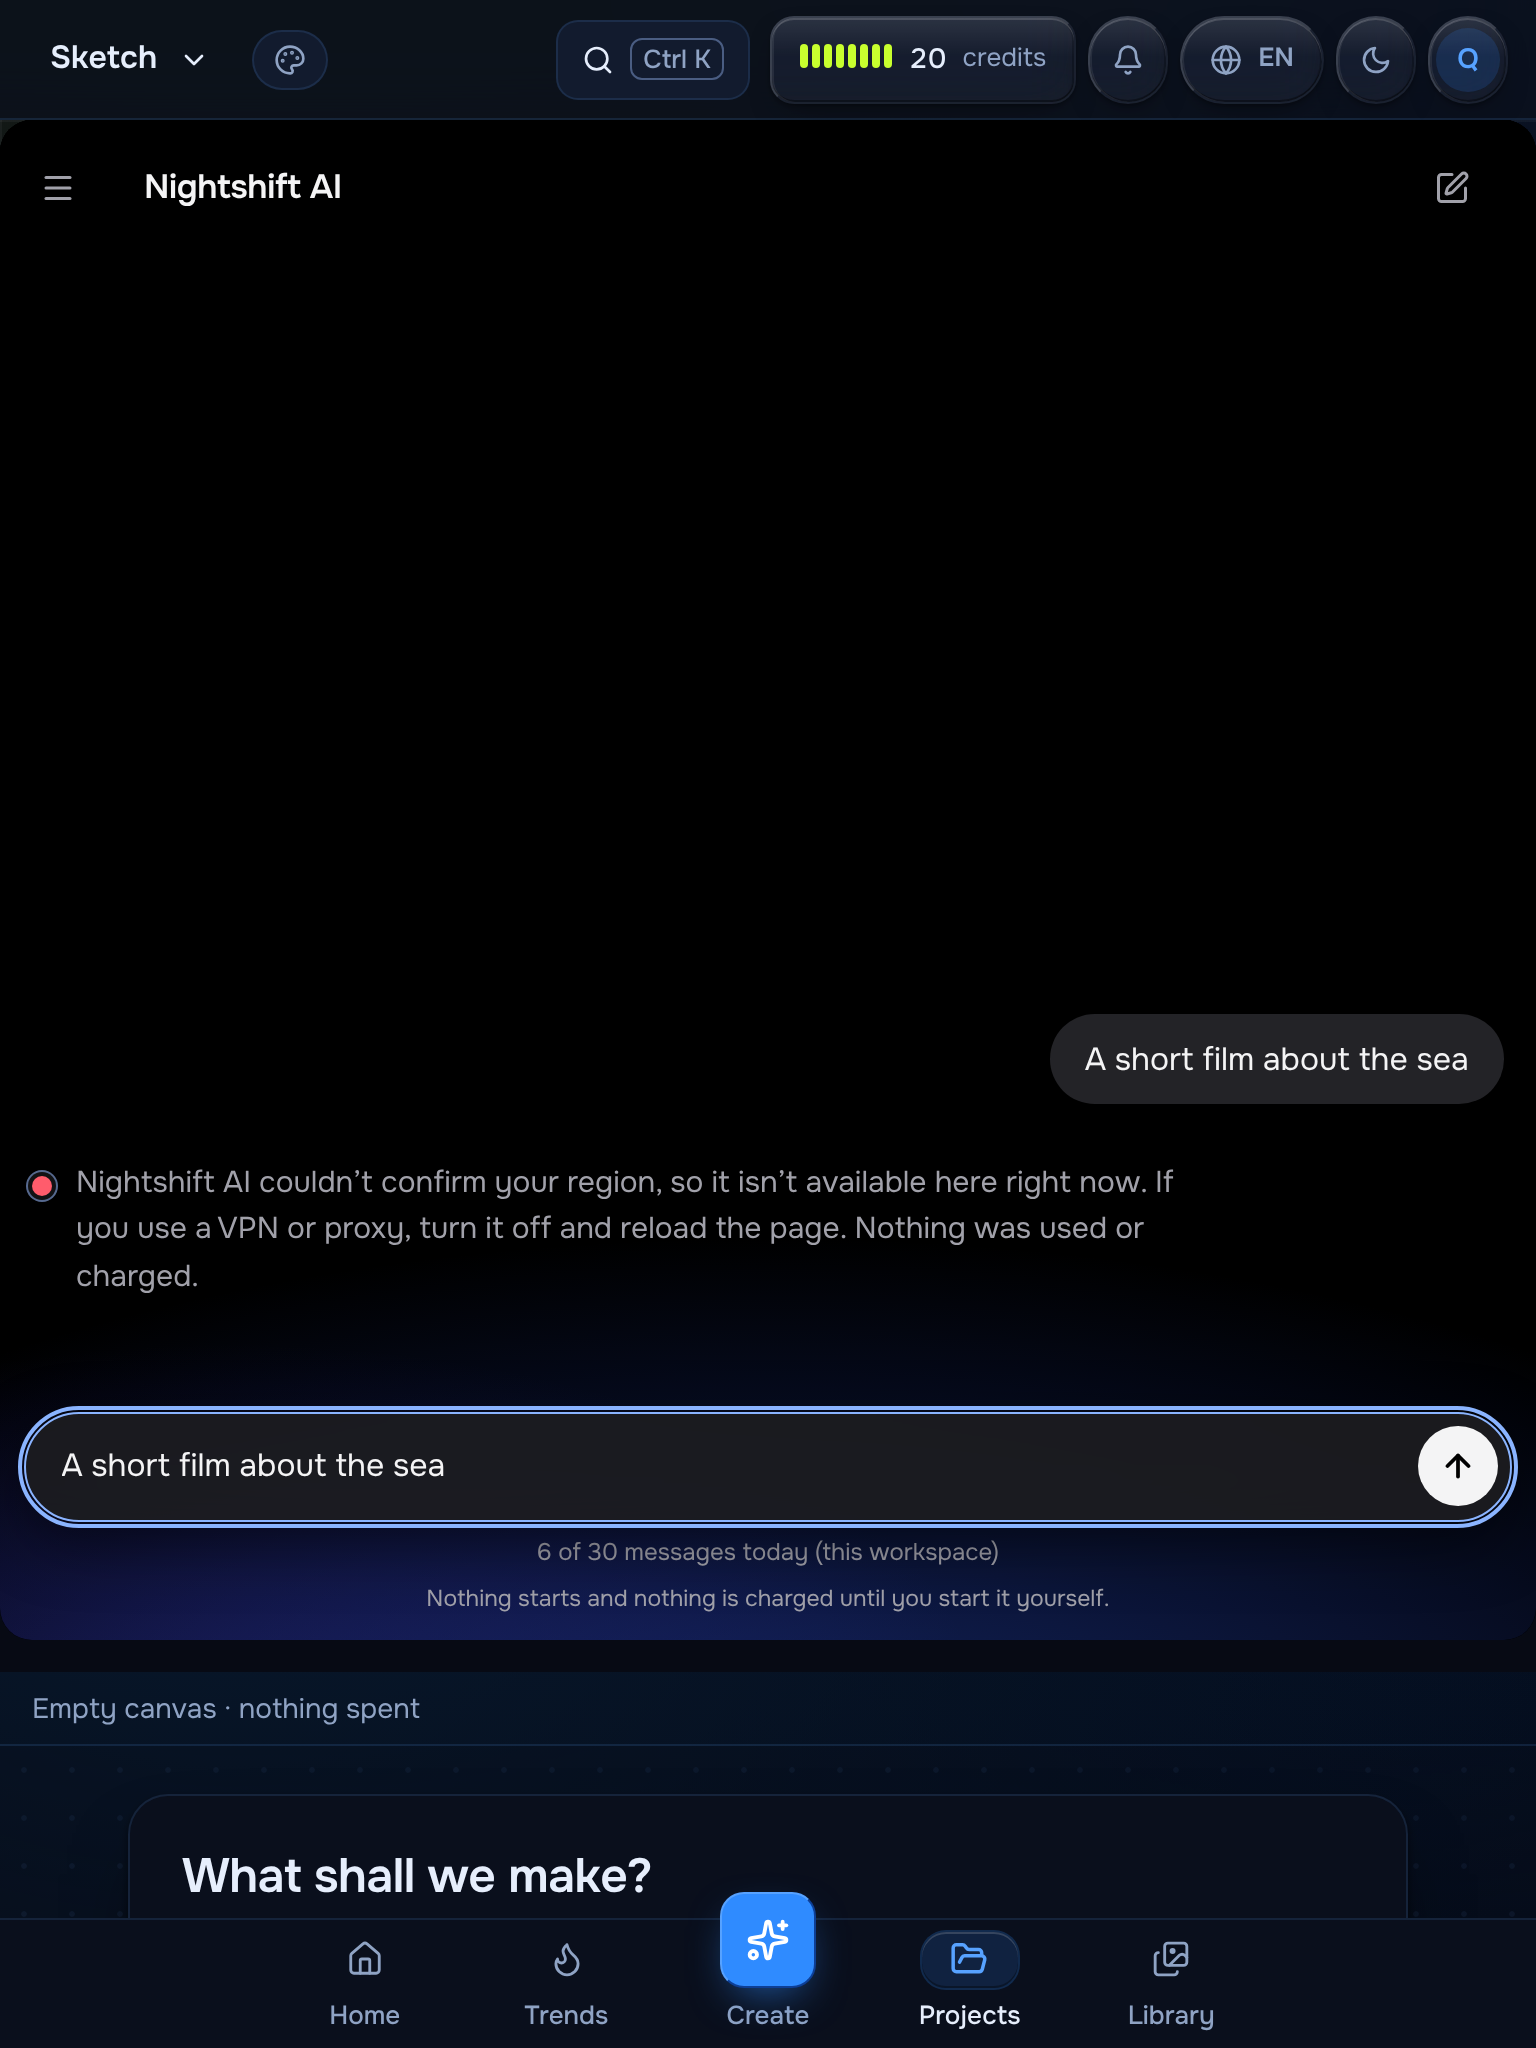 Sketch
Ctrl K
20 credits
EN
Q
Nightshift AI
A short film about the sea
Nightshift AI couldn’t confirm your region, so it isn’t available here right now. If
you use a VPN or proxy, turn it off and reload the page. Nothing was used or
charged.
A short film about the sea
6 of 30 messages today (this workspace)
Nothing starts and nothing is charged until you start it yourself.
Empty canvas · nothing spent
What shall we make?
Home
Trends
Create
Projects
Library